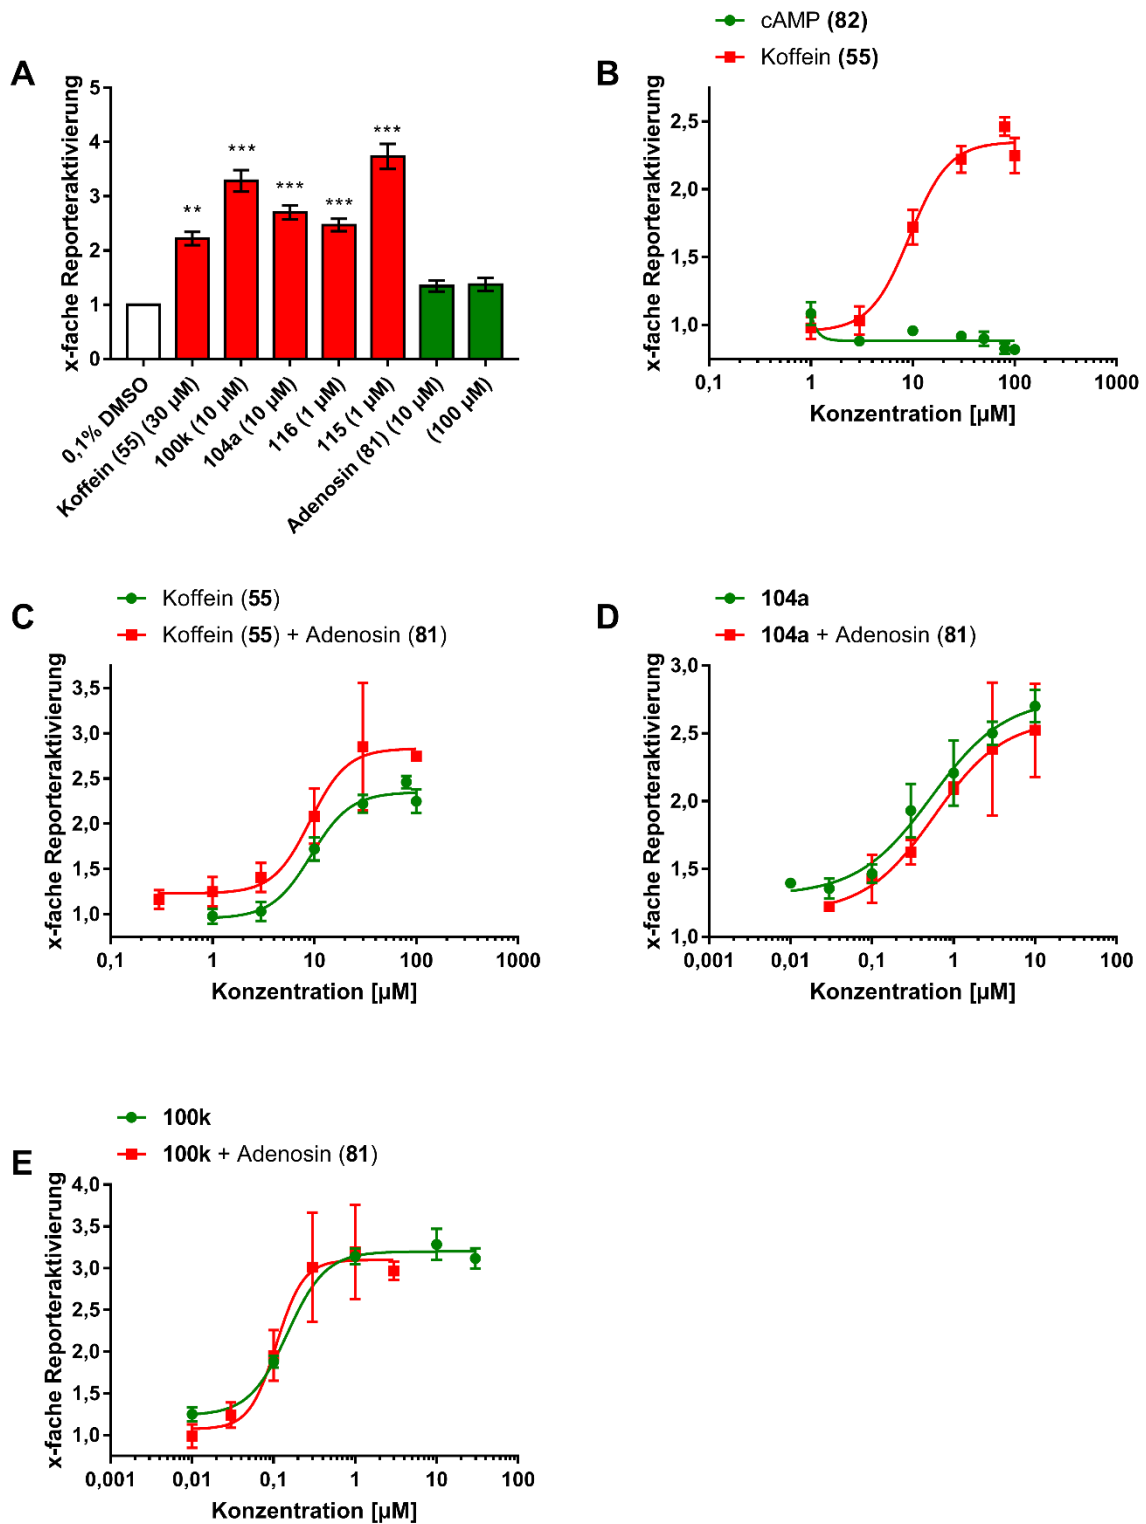 A
x-fache Reporteraktivierung
5
4
3
2
1
0
**
***
***
***
***
0,1% DMSO
Koffein (55) (30 µM)
100k (10 µM)
104a (10 µM)
116 (1 µM)
115 (1 µM)
Adenosin (81) (10 µM)
(100 µM)
B
cAMP (82)
Koffein (55)
x-fache Reporteraktivierung
2,5
2,0
1,5
1,0
0,1
1
10
100
1000
Konzentration [µM]
C
Koffein (55)
Koffein (55) + Adenosin (81)
x-fache Reporteraktivierung
3,5
3,0
2,5
2,0
1,5
1,0
0,1
1
10
100
1000
Konzentration [µM]
D
104a
104a + Adenosin (81)
x-fache Reporteraktivierung
3,0
2,5
2,0
1,5
1,0
0,001
0,01
0,1
1
10
100
Konzentration [µM]
E
100k
100k + Adenosin (81)
x-fache Reporteraktivierung
4,0
3,5
3,0
2,5
2,0
1,5
1,0
0,001
0,01
0,1
1
10
100
Konzentration [µM]